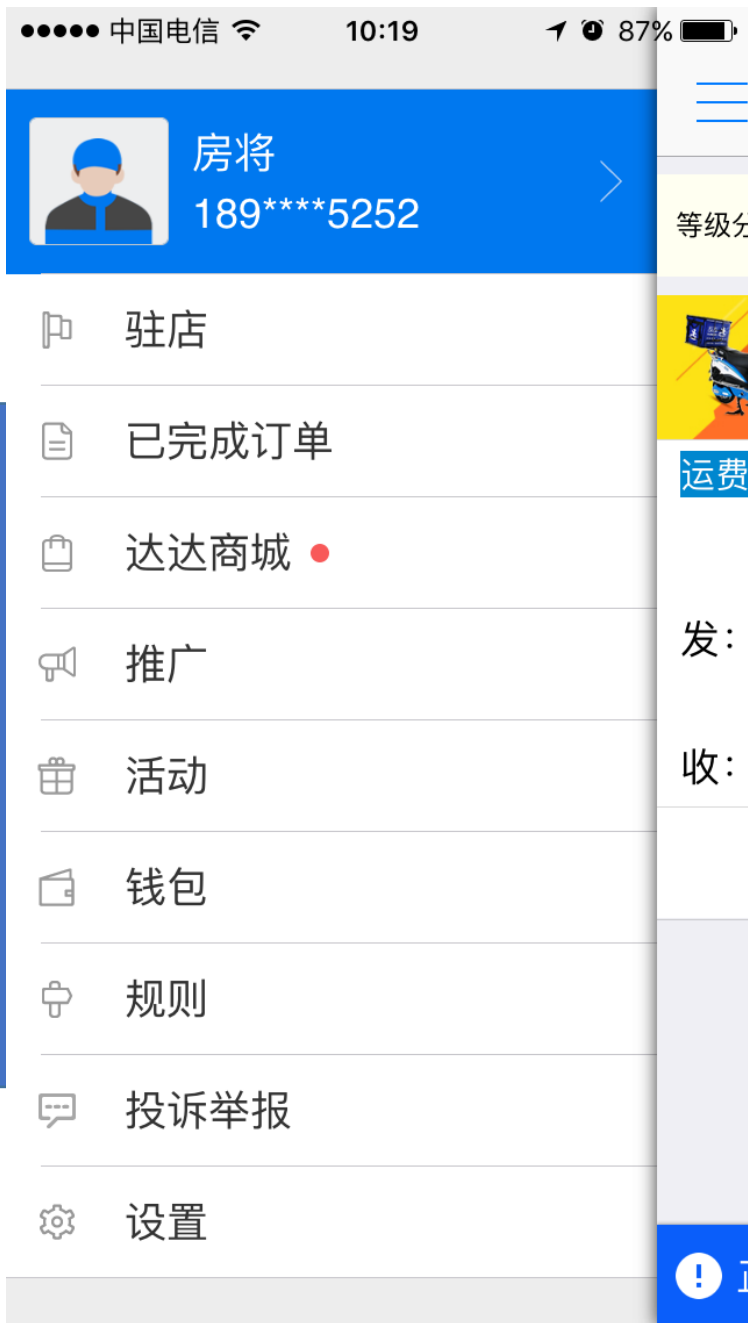 中国电信 10:19 87%
房将
189****5252
驻店
已完成订单
达达商城
推广
活动
钱包
规则
投诉举报
设置
等级
运费
发：
收：